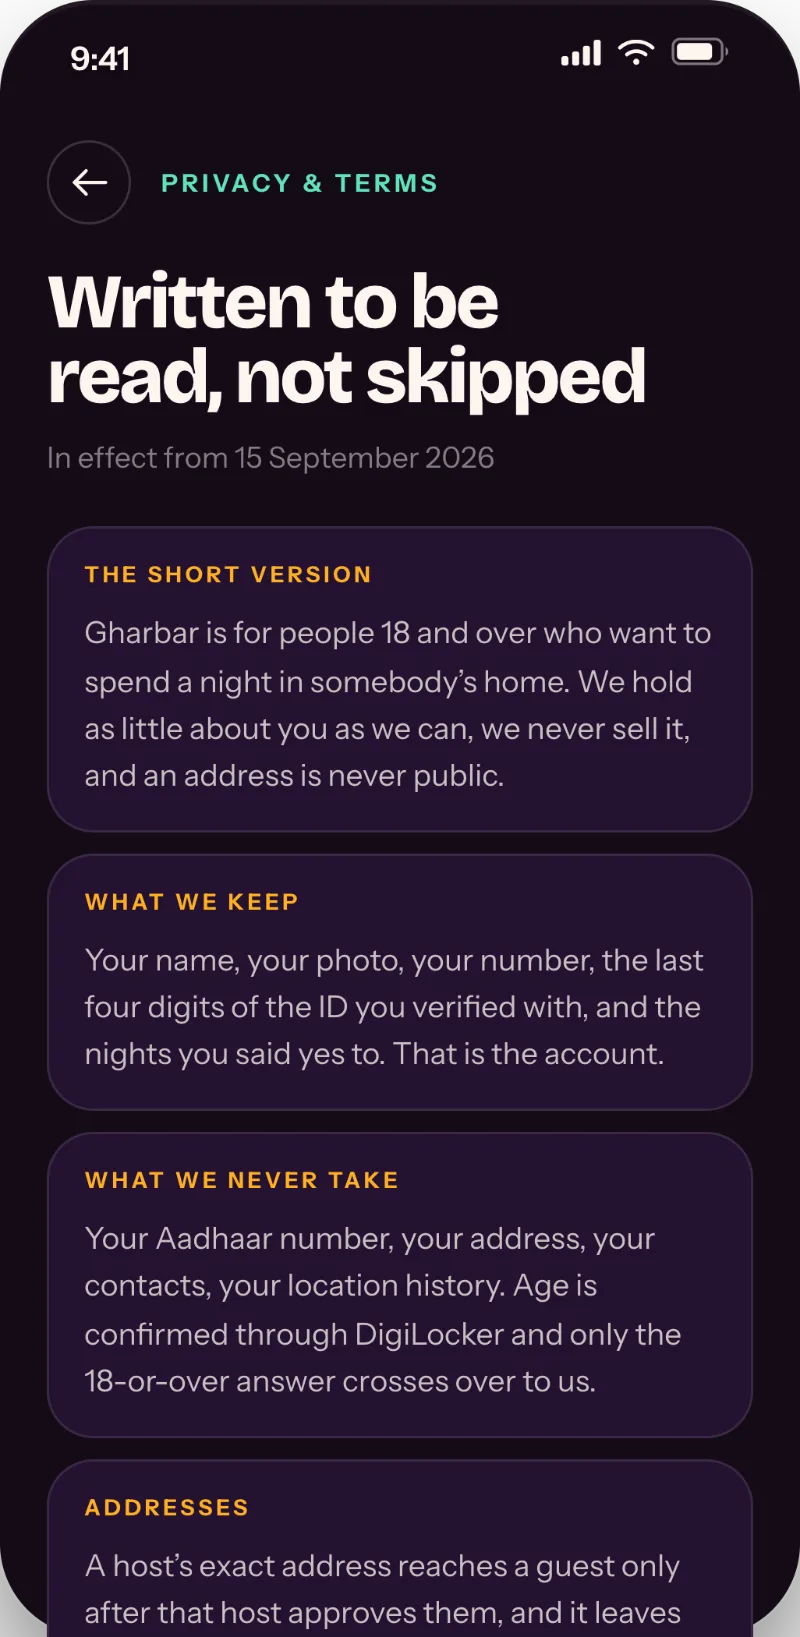 9:41
PRIVACY & TERMS
Written to be
read, not skipped
In effect from 15 September 2026
THE SHORT VERSION
Gharbar is for people 18 and over who want to
spend a night in somebody’s home. We hold
as little about you as we can, we never sell it,
and an address is never public.
WHAT WE KEEP
Your name, your photo, your number, the last
four digits of the ID you verified with, and the
nights you said yes to. That is the account.
WHAT WE NEVER TAKE
Your Aadhaar number, your address, your
contacts, your location history. Age is
confirmed through DigiLocker and only the
18-or-over answer crosses over to us.
ADDRESSES
A host’s exact address reaches a guest only
after that host approves them, and it leaves